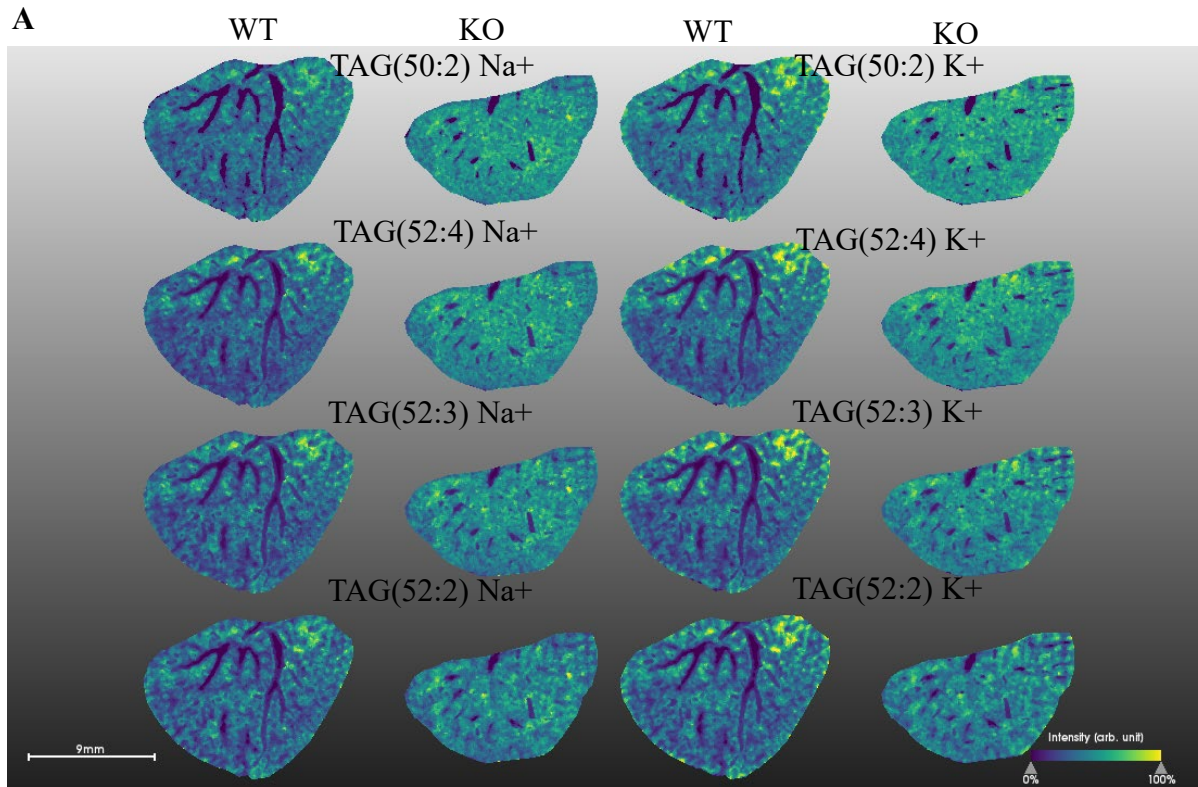 A
WT KO WT KO
TAG(50:2) Na+ TAG(50:2) K+
TAG(52:4) Na+ TAG(52:4) K+
TAG(52:3) Na+ TAG(52:3) K+
TAG(52:2) Na+ TAG(52:2) K+
9mm
Intensity (arb. unit)
0% 100%